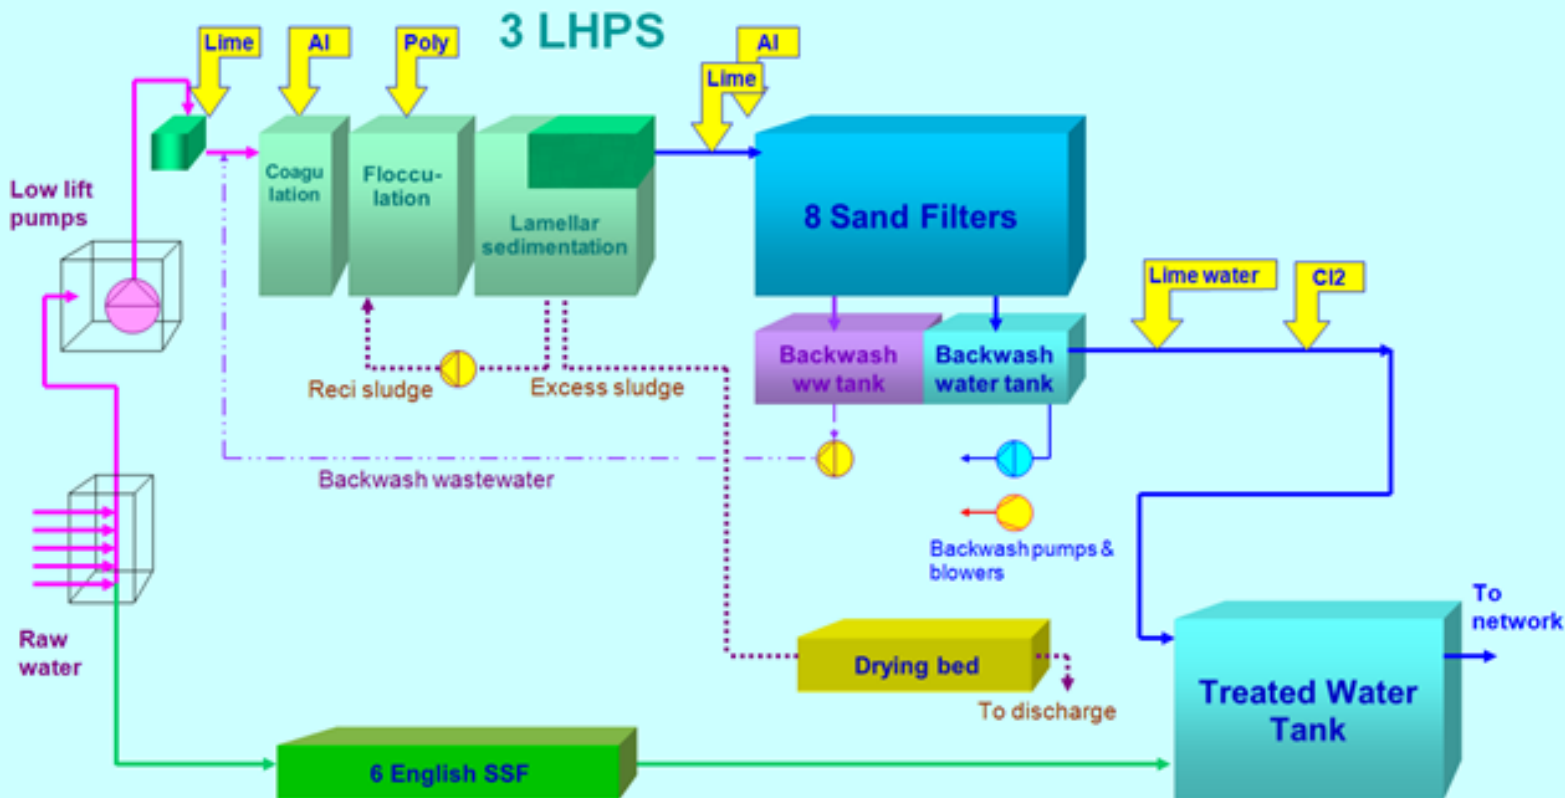 3 LHPS
Lime
Al
Poly
Al
Lime
Coagu
lation
Floccu-
lation
Lamellar
sedimentation
8 Sand Filters
Low lift
pumps
Lime water
Cl2
Backwash
ww tank
Backwash
water tank
Reci sludge
Excess sludge
Backwash wastewater
Backwash pumps &
blowers
Raw
water
To
network
Drying bed
To discharge
Treated Water
Tank
6 English SSF